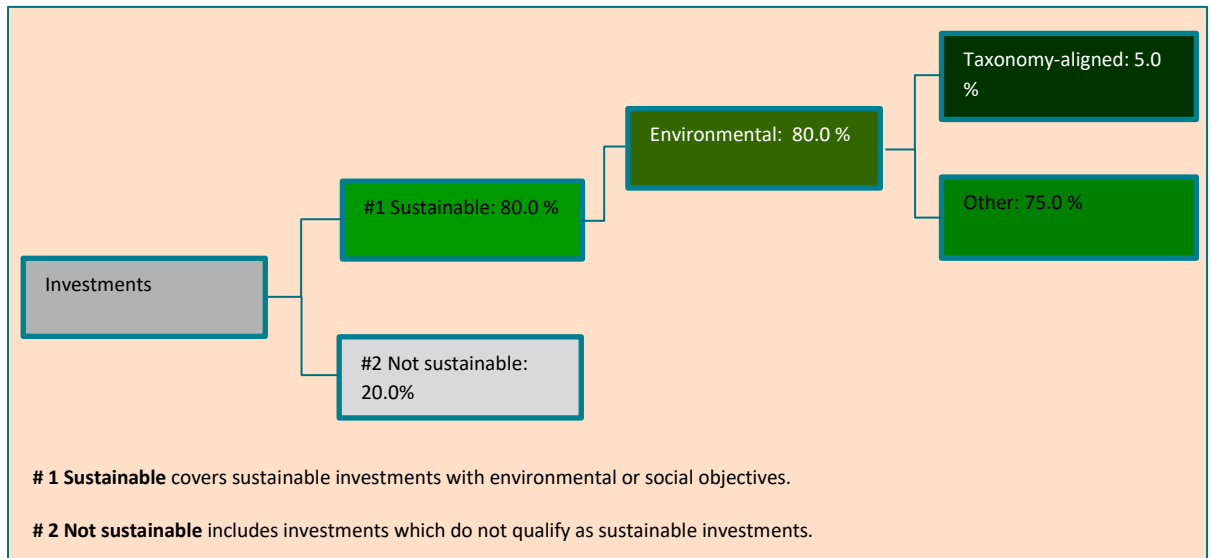 Taxonomy-aligned: 5.0
%
Environmental: 80.0 %
#1 Sustainable: 80.0 %
Other: 75.0 %
Investments
#2 Not sustainable:
20.0%
# 1 Sustainable covers sustainable investments with environmental or social objectives.
# 2 Not sustainable includes investments which do not qualify as sustainable investments.